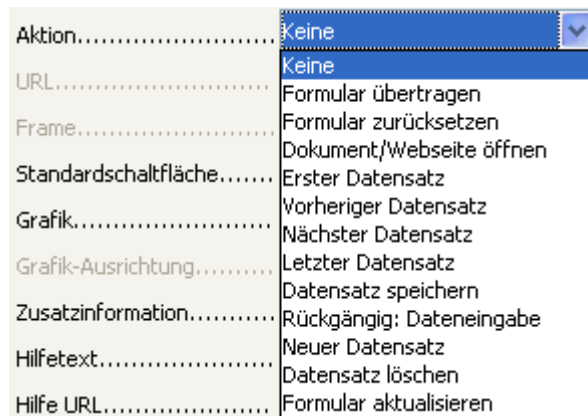 Aktion........................ Keine
Keine
URL...........................
Formular übertragen
Formular zurücksetzen
Frame.........................
Dokument/Webseite öffnen
Standardschaltfläche....... Erster Datensatz
Vorheriger Datensatz
Grafik......................... Nächster Datensatz
Letzter Datensatz
Grafik-Ausrichtung..........
Datensatz speichern
Zusatzinformation........... Rückgängig: Dateneingabe
Neuer Datensatz
Hilfetext......................
Datensatz löschen
Hilfe URL..................... Formular aktualisieren